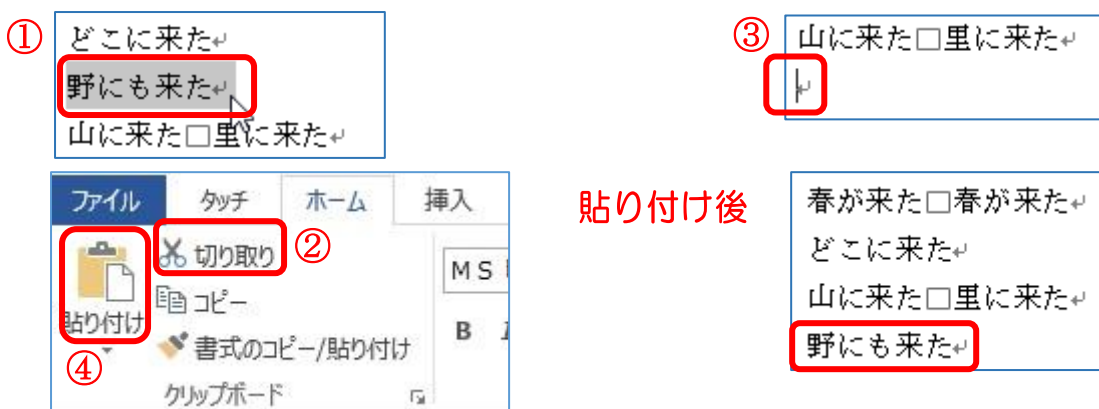 ①
どこに来た↵
野にも来た↵
山に来た□里に来た↵
ファイル タッチ ホーム 挿入
切り取り ②
コピー
書式のコピー/貼り付け
貼り付け
④
クリップボード
MS
B I
③
山に来た□里に来た↵
↵
貼り付け後
春が来た□春が来た↵
どこに来た↵
山に来た□里に来た↵
野にも来た↵